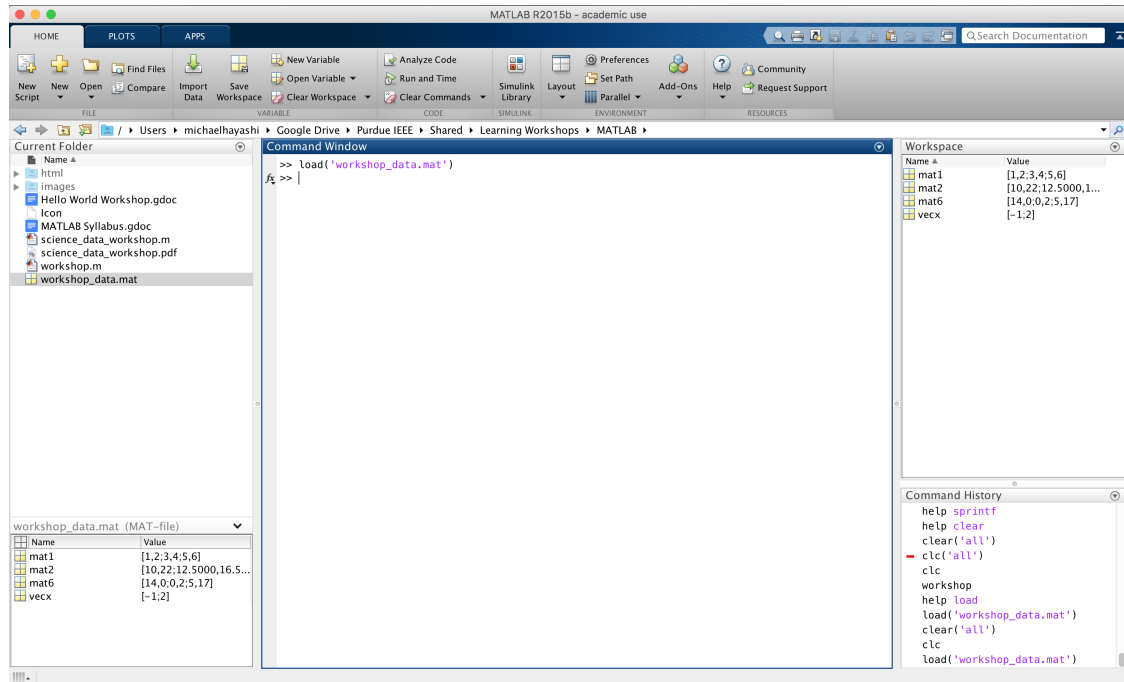 MATLAB R2015b - academic use
HOME PLOTS APPS
Search Documentation
New Script
New
Open
Find Files
Compare
Import Data
Save Workspace
New Variable
Open Variable
Clear Workspace
Analyze Code
Run and Time
Clear Commands
Simulink Library
Layout
Preferences
Set Path
Parallel
Add-Ons
Help
Community
Request Support
FILE VARIABLE CODE SIMULINK ENVIRONMENT RESOURCES
/ Users michaelhayashi Google Drive Purdue IEEE Shared Learning Workshops MATLAB
Current Folder
Name
html
images
Hello World Workshop.gdoc
Icon
MATLAB Syllabus.gdoc
science_data_workshop.m
science_data_workshop.pdf
workshop.m
workshop_data.mat
workshop_data.mat (MAT-file)
Name Value
mat1 [1,2;3,4;5,6]
mat2 [10,22;12.5000,16.5...
mat6 [14,0;0,2;5,17]
vecx [-1;2]
Command Window
>> load('workshop_data.mat')
fx >>
Workspace
Name Value
mat1 [1,2;3,4;5,6]
mat2 [10,22;12.5000,1...
mat6 [14,0;0,2;5,17]
vecx [-1;2]
Command History
help sprintf
help clear
clear('all')
clc('all')
clc
workshop
help load
load('workshop_data.mat')
clear('all')
clc
load('workshop_data.mat')